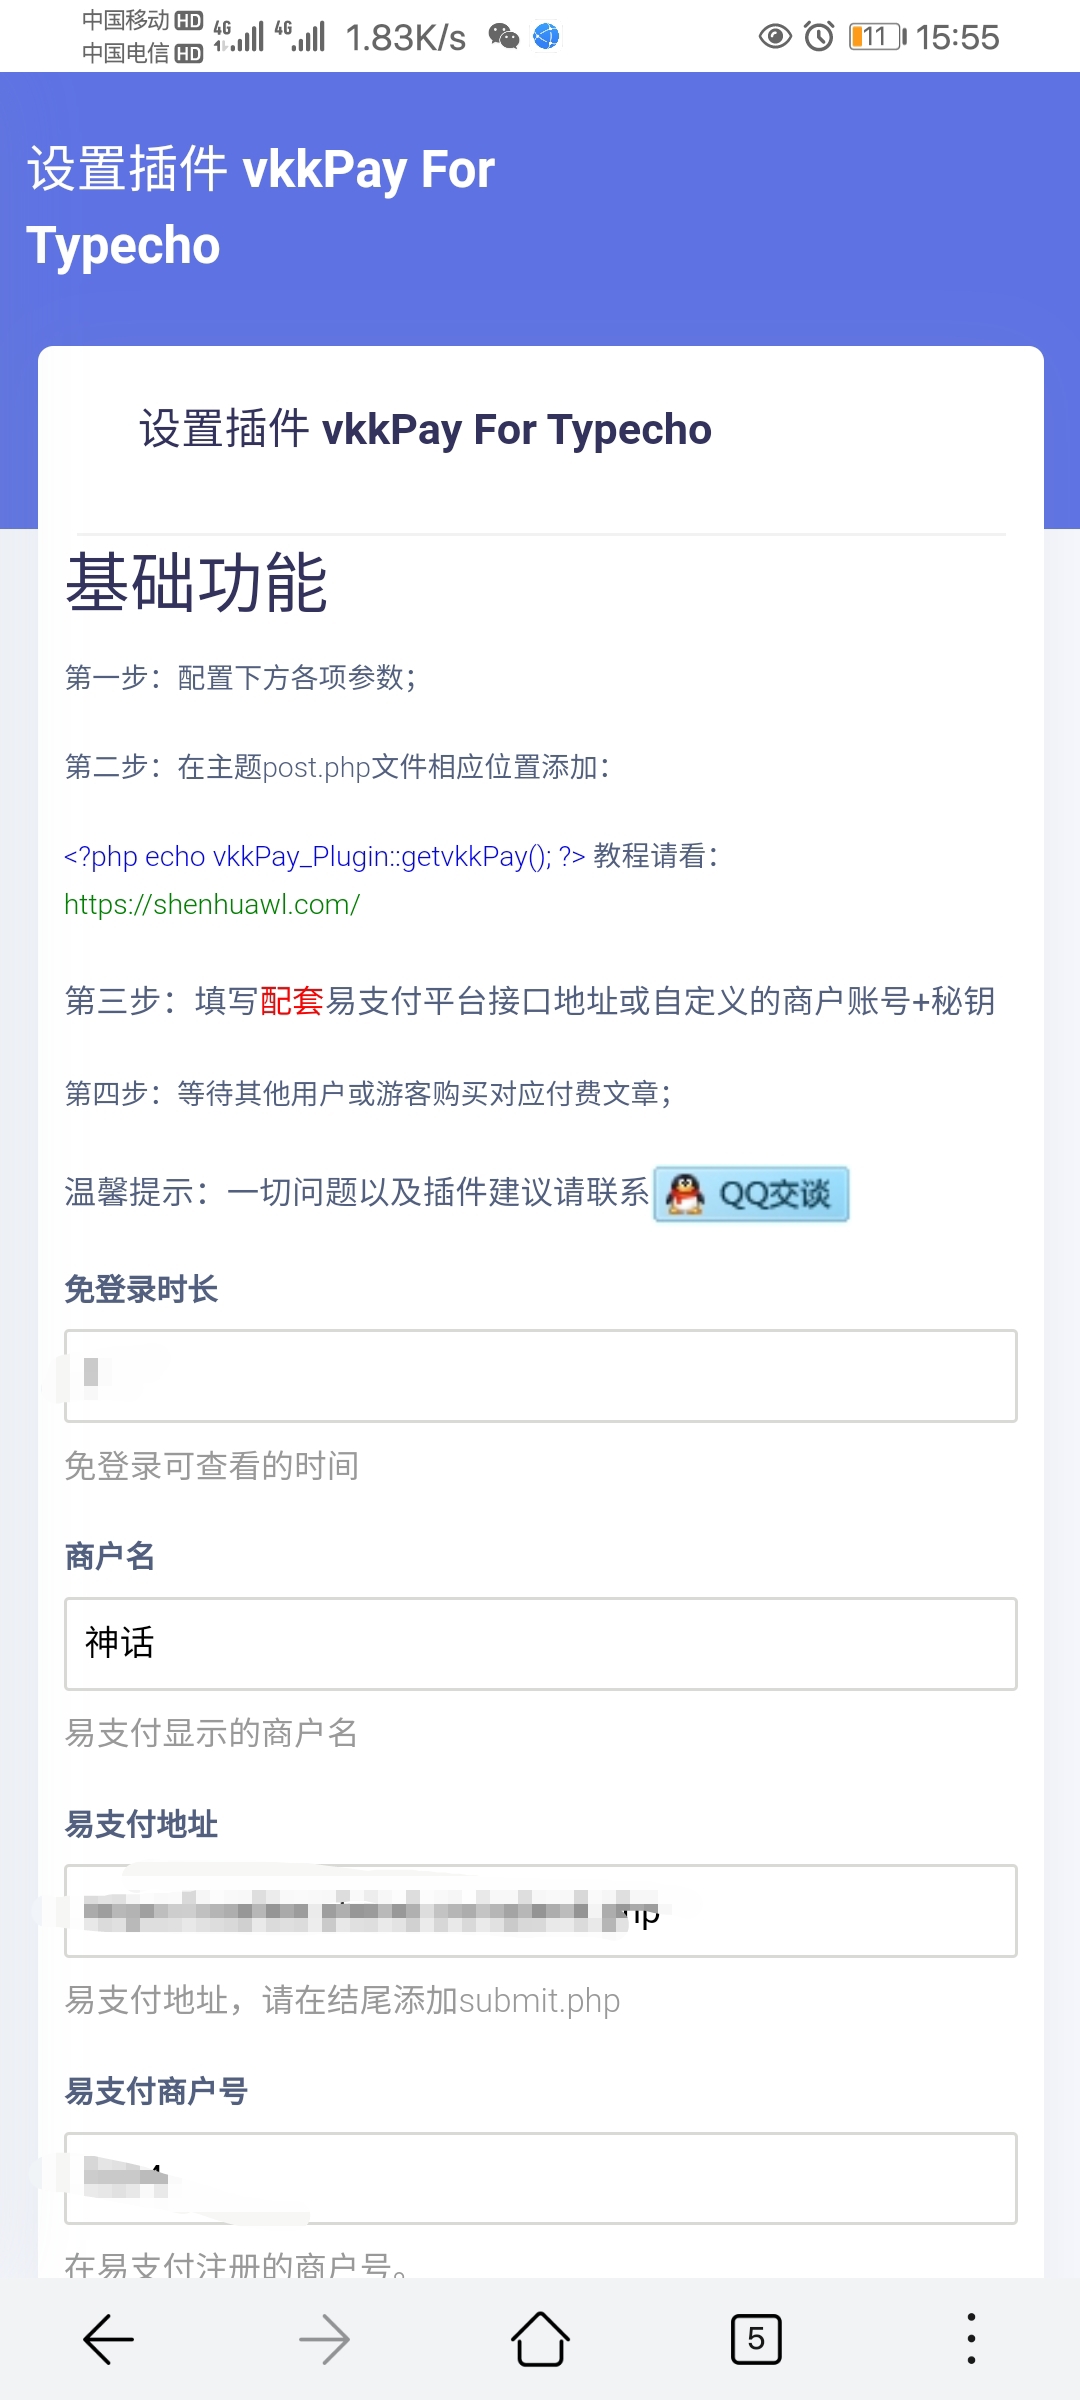 中国移动 HD 4G 4G 1.83K/s 11 15:55
中国电信 HD
设置插件 vkkPay For
Typecho
设置插件 vkkPay For Typecho
基础功能
第一步：配置下方各项参数；
第二步：在主题post.php文件相应位置添加：
<?php echo vkkPay_Plugin::getvkkPay(); ?> 教程请看：
https://shenhuawl.com/
第三步：填写配套易支付平台接口地址或自定义的商户账号+秘钥
第四步：等待其他用户或游客购买对应付费文章；
温馨提示：一切问题以及插件建议请联系 QQ交谈
免登录时长
免登录可查看的时间
商户名
神话
易支付显示的商户名
易支付地址
易支付地址，请在结尾添加submit.php
易支付商户号
在易支付注册的商户号。
5